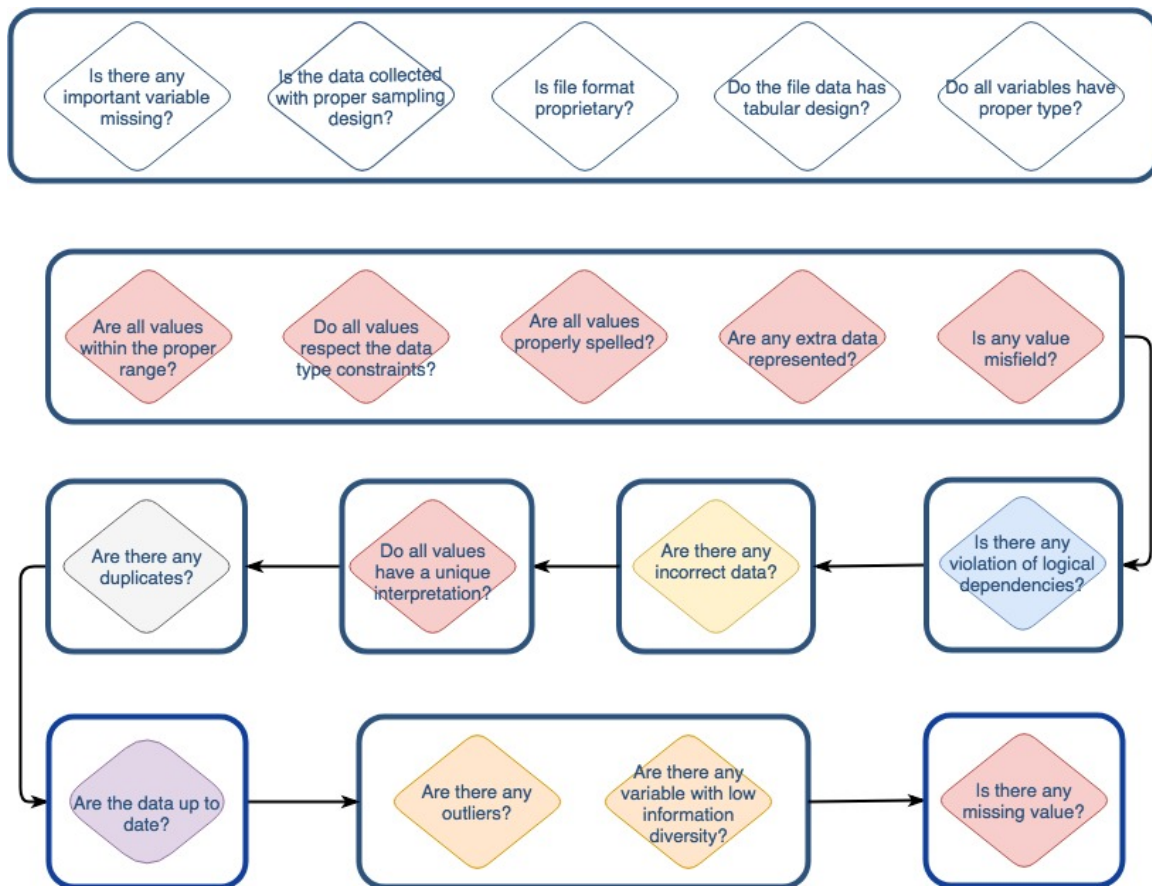 Is there any
important variable
missing?
Is the data collected
with proper sampling
design?
Is file format
proprietary?
Do the file data has
tabular design?
Do all variables have
proper type?
Are all values
within the proper
range?
Do all values
respect the data
type constraints?
Are all values
properly spelled?
Are any extra data
represented?
Is any value
misfield?
Are there any
duplicates?
Do all values
have a unique
interpretation?
Are there any
incorrect data?
Is there any
violation of logical
dependencies?
Are the data up to
date?
Are there any
outliers?
Are there any
variable with low
information
diversity?
Is there any
missing value?